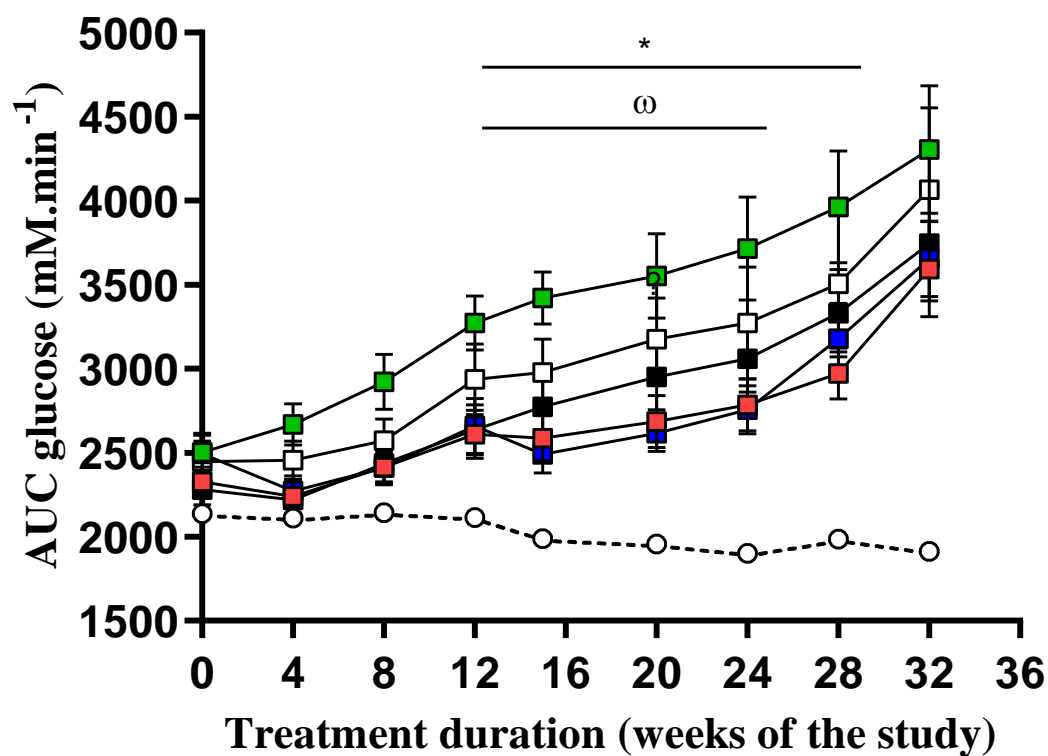 5000
4500
4000
3500
3000
2500
2000
1500
AUC glucose (mM.min⁻¹)
*
ω
?
0 4 8 12 16 20 24 28 32 36
Treatment duration (weeks of the study)